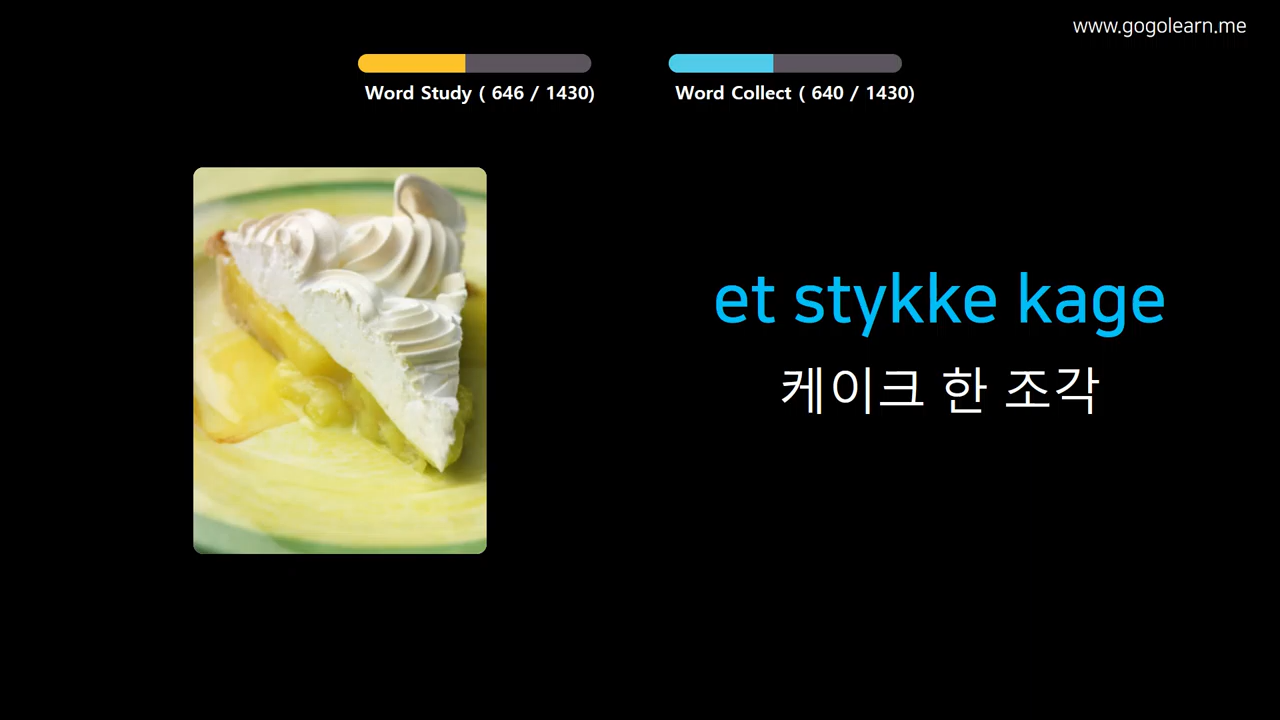 www.gogolearn.me
Word Study ( 646 / 1430)
Word Collect ( 640 / 1430)
et stykke kage
케이크 한 조각